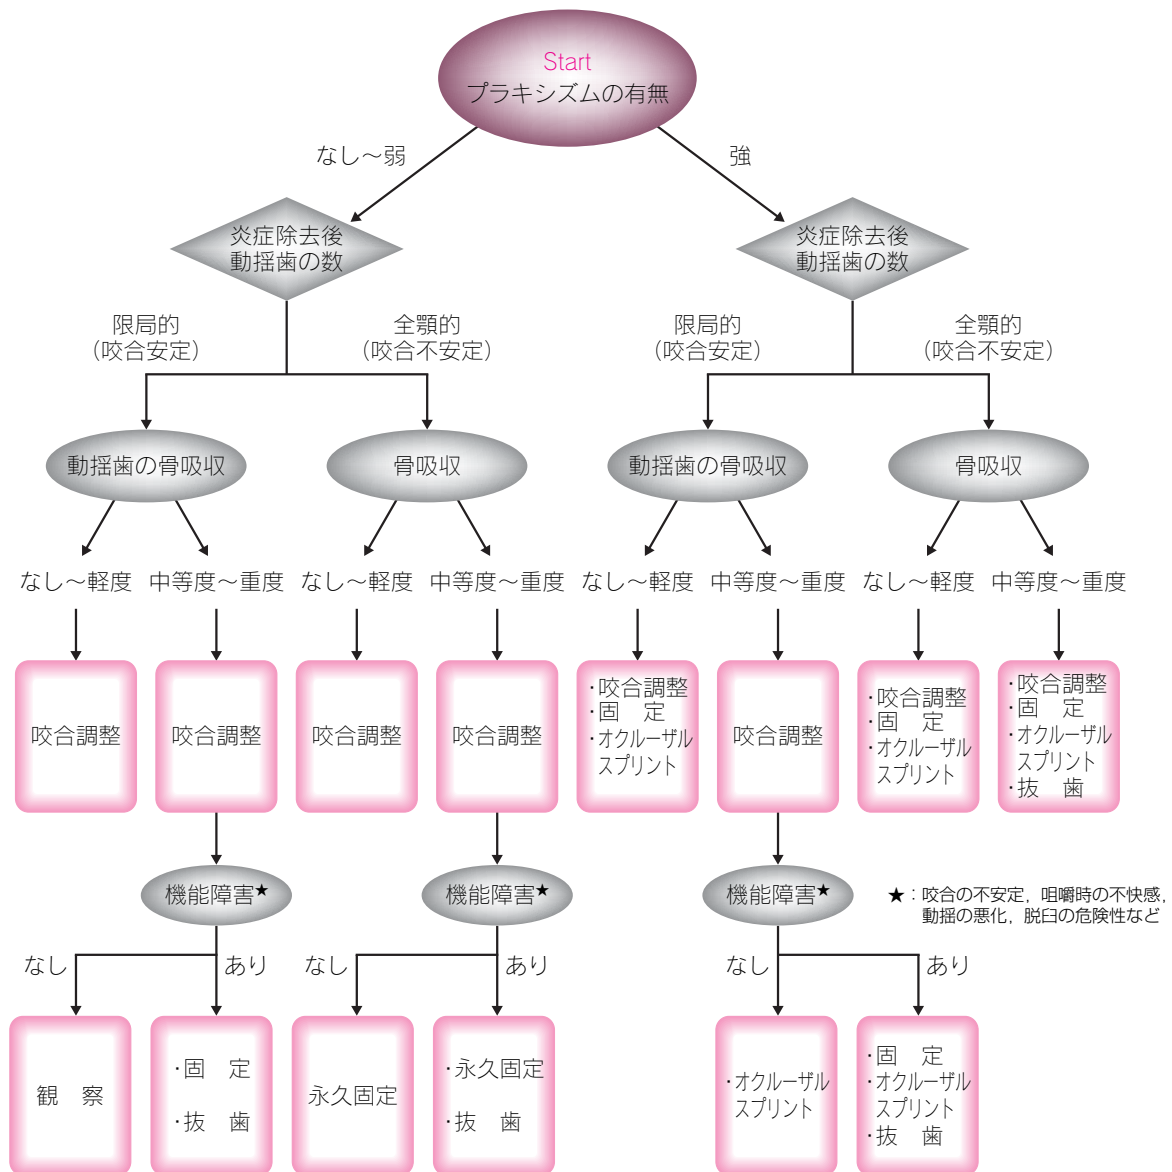 Start
プラキシズムの有無
なし～弱
強
炎症除去後
動揺歯の数
炎症除去後
動揺歯の数
限局的
（咬合安定）
全顎的
（咬合不安定）
限局的
（咬合安定）
全顎的
（咬合不安定）
動揺歯の骨吸収
骨吸収
動揺歯の骨吸収
骨吸収
なし～軽度
中等度～重度
なし～軽度
中等度～重度
なし～軽度
中等度～重度
なし～軽度
中等度～重度
咬合調整
咬合調整
咬合調整
咬合調整
・咬合調整
・固　定
・オクルーザル
スプリント
咬合調整
・咬合調整
・固　定
・オクルーザル
スプリント
・咬合調整
・固　定
・オクルーザル
スプリント
・抜　歯
機能障害★
機能障害★
機能障害★
★：咬合の不安定，咀嚼時の不快感，
動揺の悪化，脱臼の危険性など
なし
あり
なし
あり
なし
あり
観　察
・固　定
・抜　歯
永久固定
・永久固定
・抜　歯
・オクルーザル
スプリント
・固　定
・オクルーザル
スプリント
・抜　歯